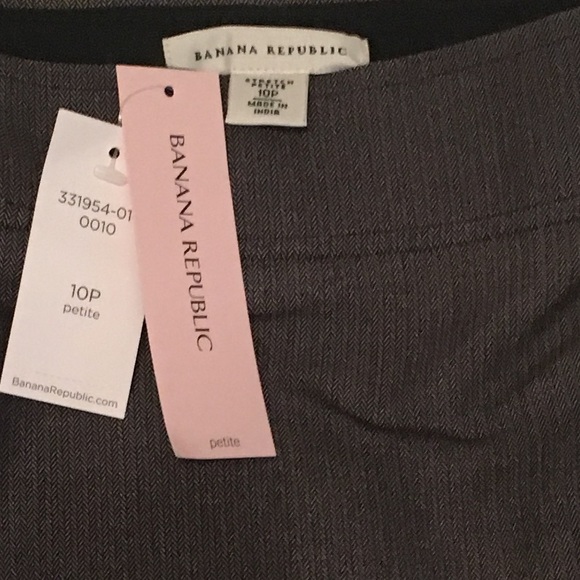 BANANA REPUBLIC
STRETCH
PETITE
10P
MADE IN
INDIA
331954-01
0010
10P
petite
BananaRepublic.com
BANANA REPUBLIC
petite